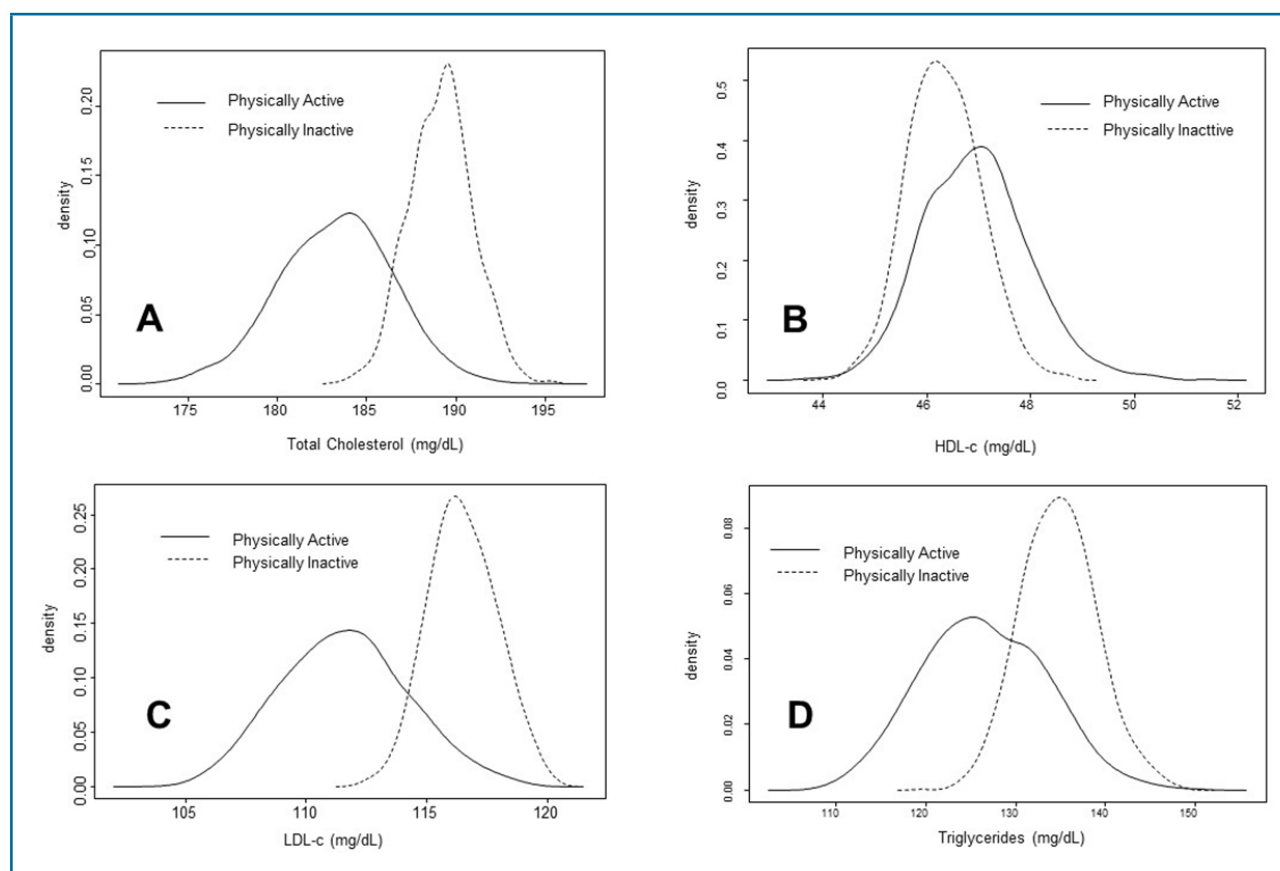 Physically Active
Physically Inactive
density
0.00
0.05
0.10
0.15
0.20
A
175
180
185
190
195
Total Cholesterol (mg/dL)
Physically Active
Physically Inacttive
density
0.0
0.1
0.2
0.3
0.4
0.5
B
44
46
48
50
52
HDL-c (mg/dL)
Physically Active
Physically Inactive
density
0.00
0.05
0.10
0.15
0.20
0.25
C
105
110
115
120
LDL-c (mg/dL)
Physically Active
Physically Inactive
density
0.00
0.02
0.04
0.06
0.08
D
110
120
130
140
150
Triglycerides (mg/dL)